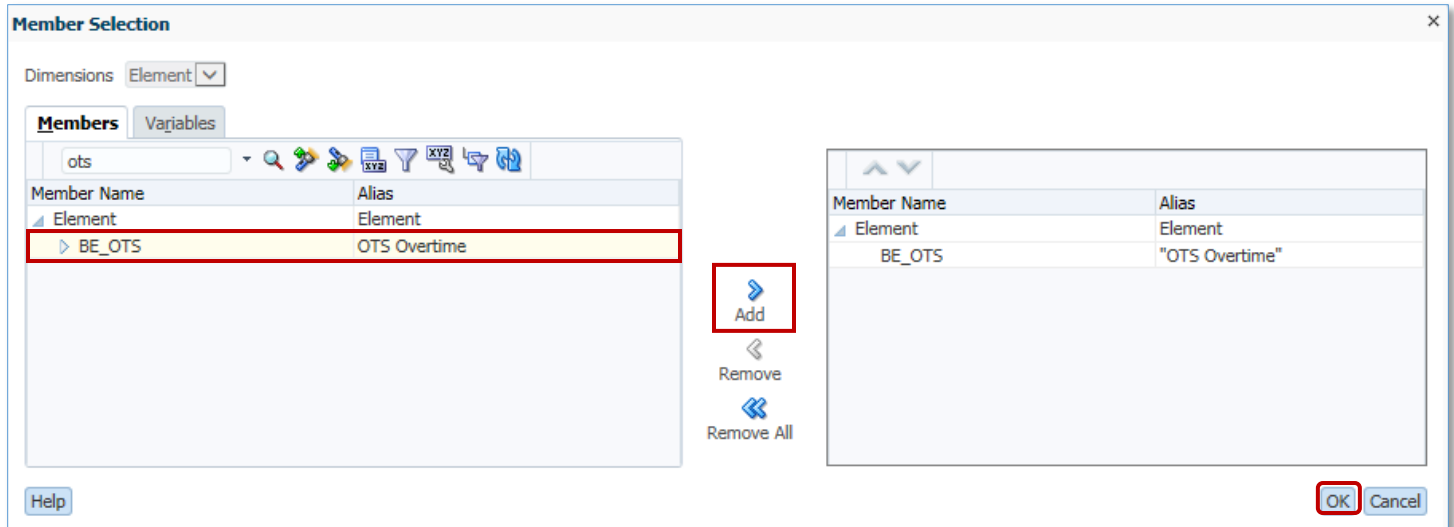 Member Selection
×
Dimensions Element
Members Variables
ots
Member Name Alias
Element Element
BE_OTS OTS Overtime
Add
Remove
Remove All
Member Name Alias
Element Element
BE_OTS "OTS Overtime"
Help
OK Cancel